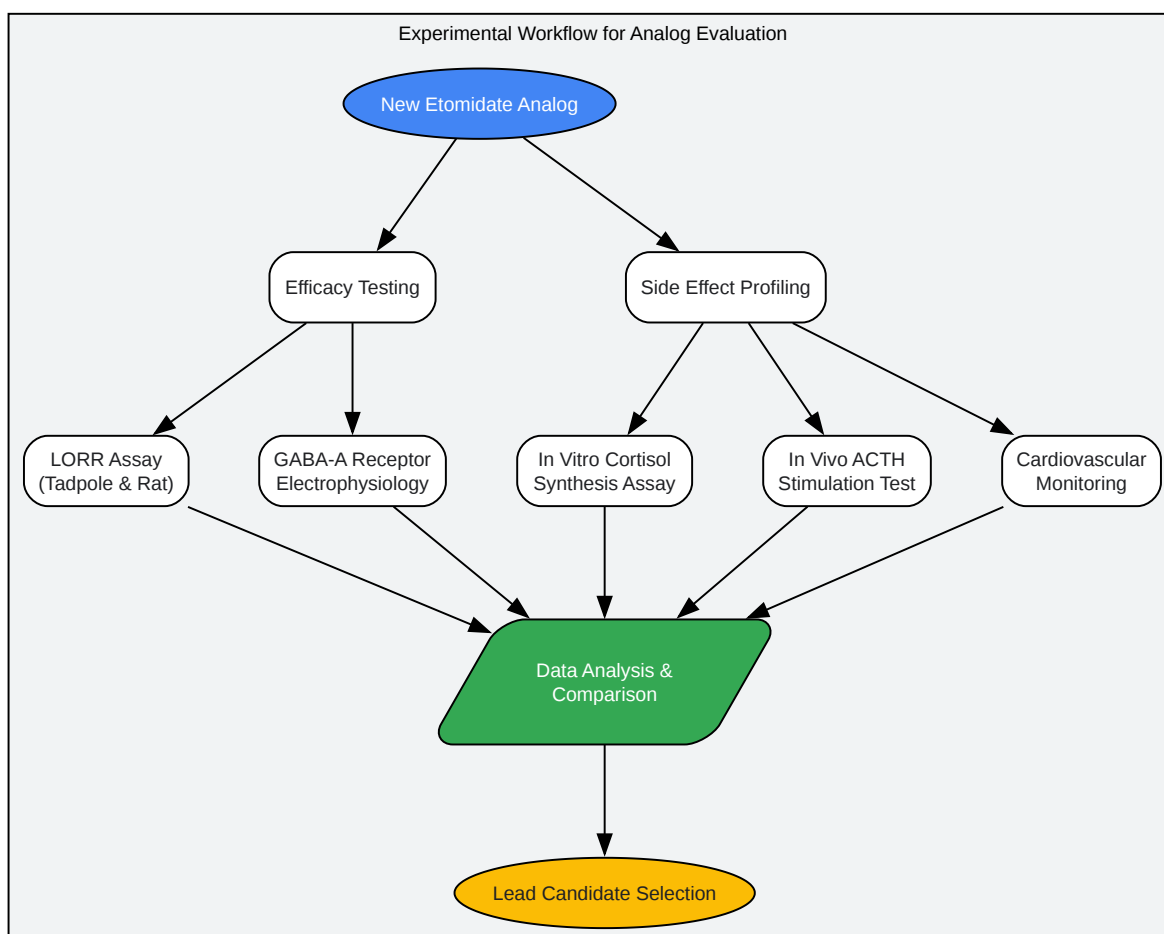 Experimental Workflow for Analog Evaluation
New Etomidate Analog
Efficacy Testing
Side Effect Profiling
LORR Assay
(Tadpole & Rat)
GABA-A Receptor
Electrophysiology
In Vitro Cortisol
Synthesis Assay
In Vivo ACTH
Stimulation Test
Cardiovascular
Monitoring
Data Analysis &
Comparison
Lead Candidate Selection